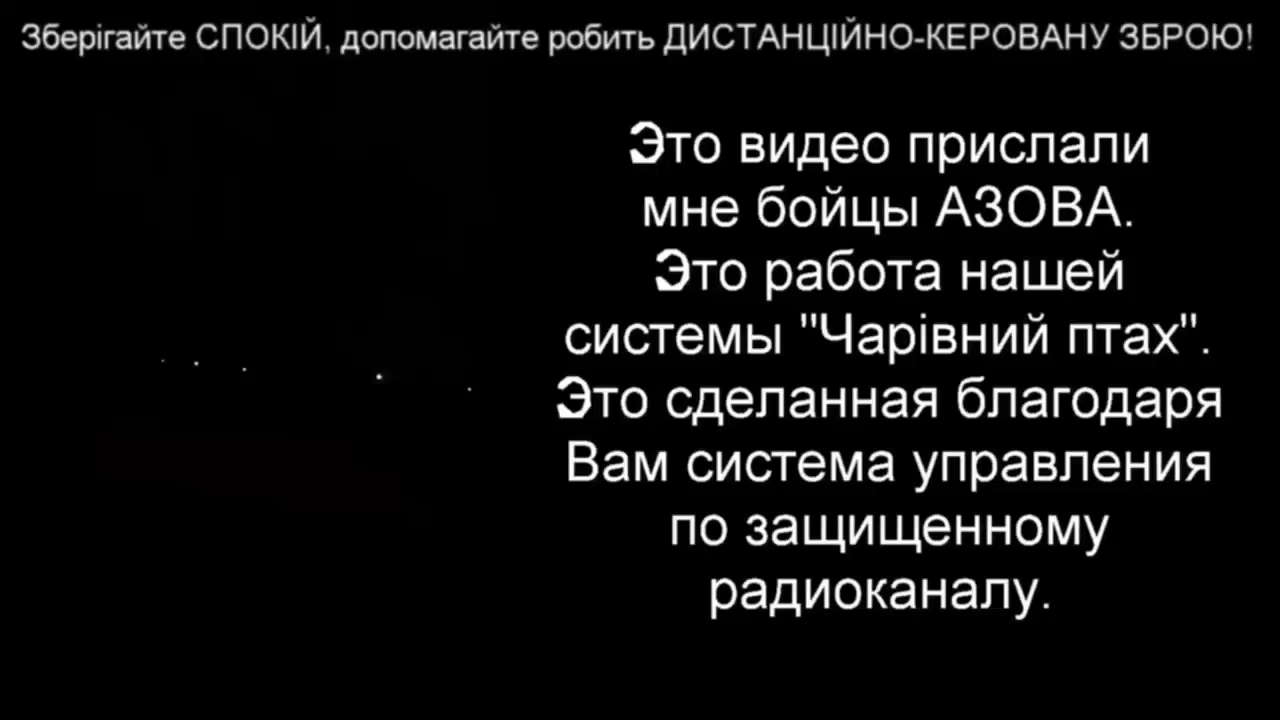 Зберігайте СПОКІЙ, допомагайте робить ДИСТАНЦІЙНО-КЕРОВАНУ ЗБРОЮ!
Это видео прислали
мне бойцы АЗОВА.
Это работа нашей
системы "Чарівний птах".
Это сделанная благодаря
Вам система управления
по защищенному
радиоканалу.